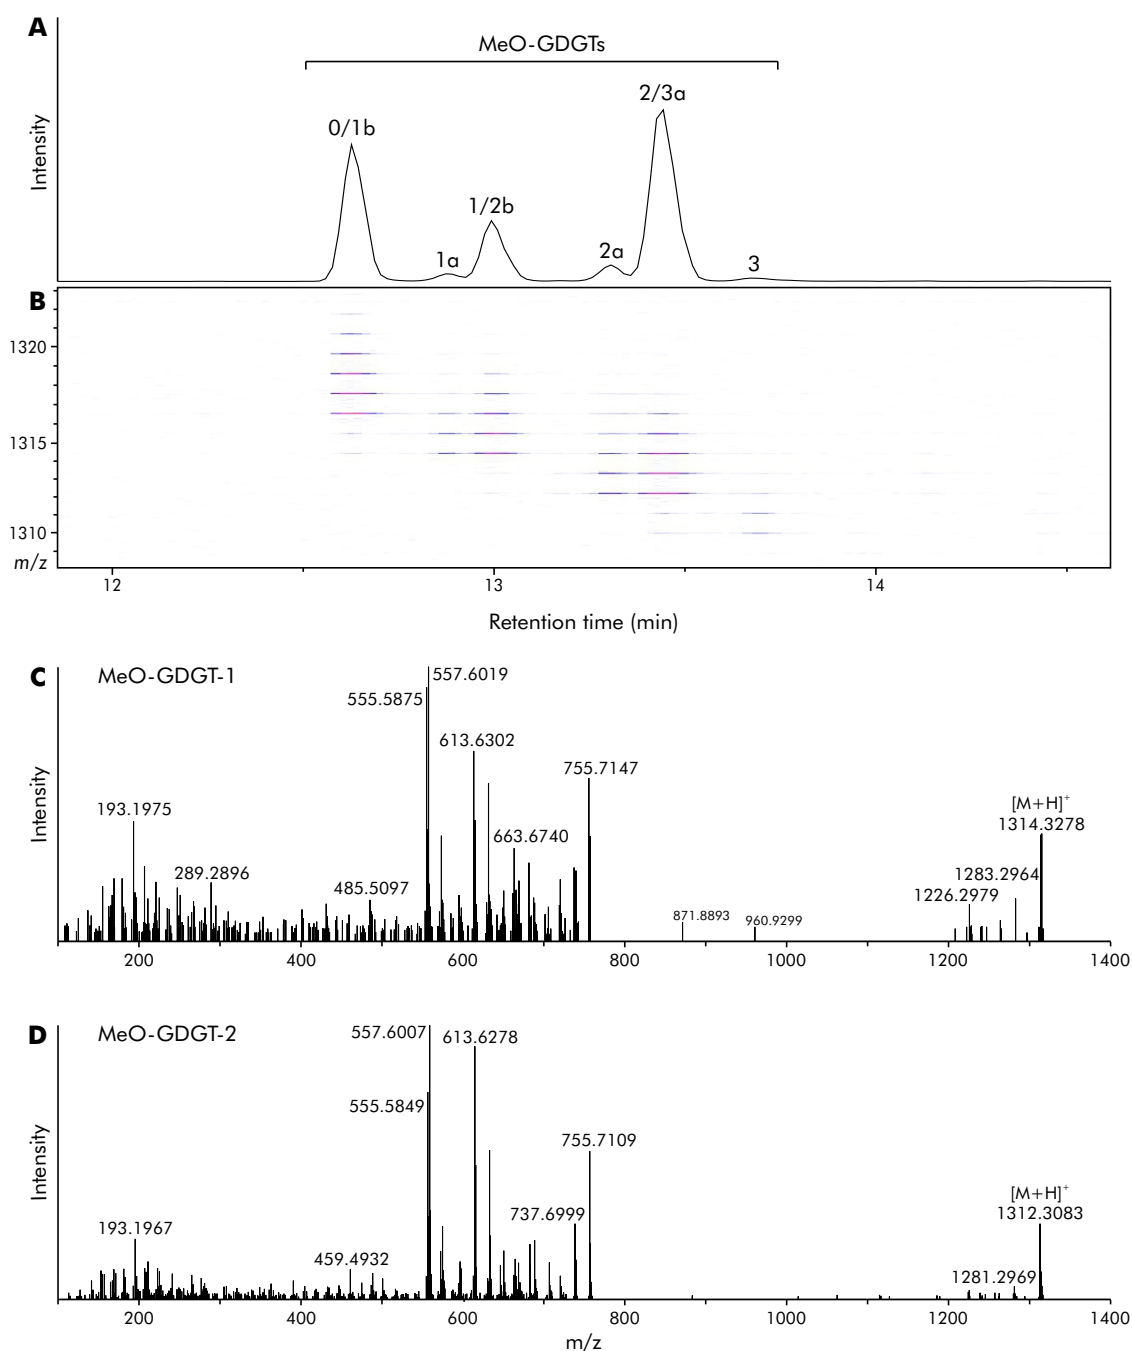 A
MeO-GDGTs
2/3a
0/1b
1/2b
1a
2a
3
Intensity
B
1320
1315
1310
m/z
12
13
14
Retention time (min)
C
MeO-GDGT-1
557.6019
555.5875
613.6302
755.7147
[M+H]+
1314.3278
193.1975
663.6740
289.2896
1283.2964
485.5097
1226.2979
871.8893
960.9299
Intensity
200
400
600
800
1000
1200
1400
D
MeO-GDGT-2
557.6007
613.6278
555.5849
755.7109
[M+H]+
1312.3083
737.6999
193.1967
459.4932
1281.2969
Intensity
200
400
600
800
1000
1200
1400
m/z